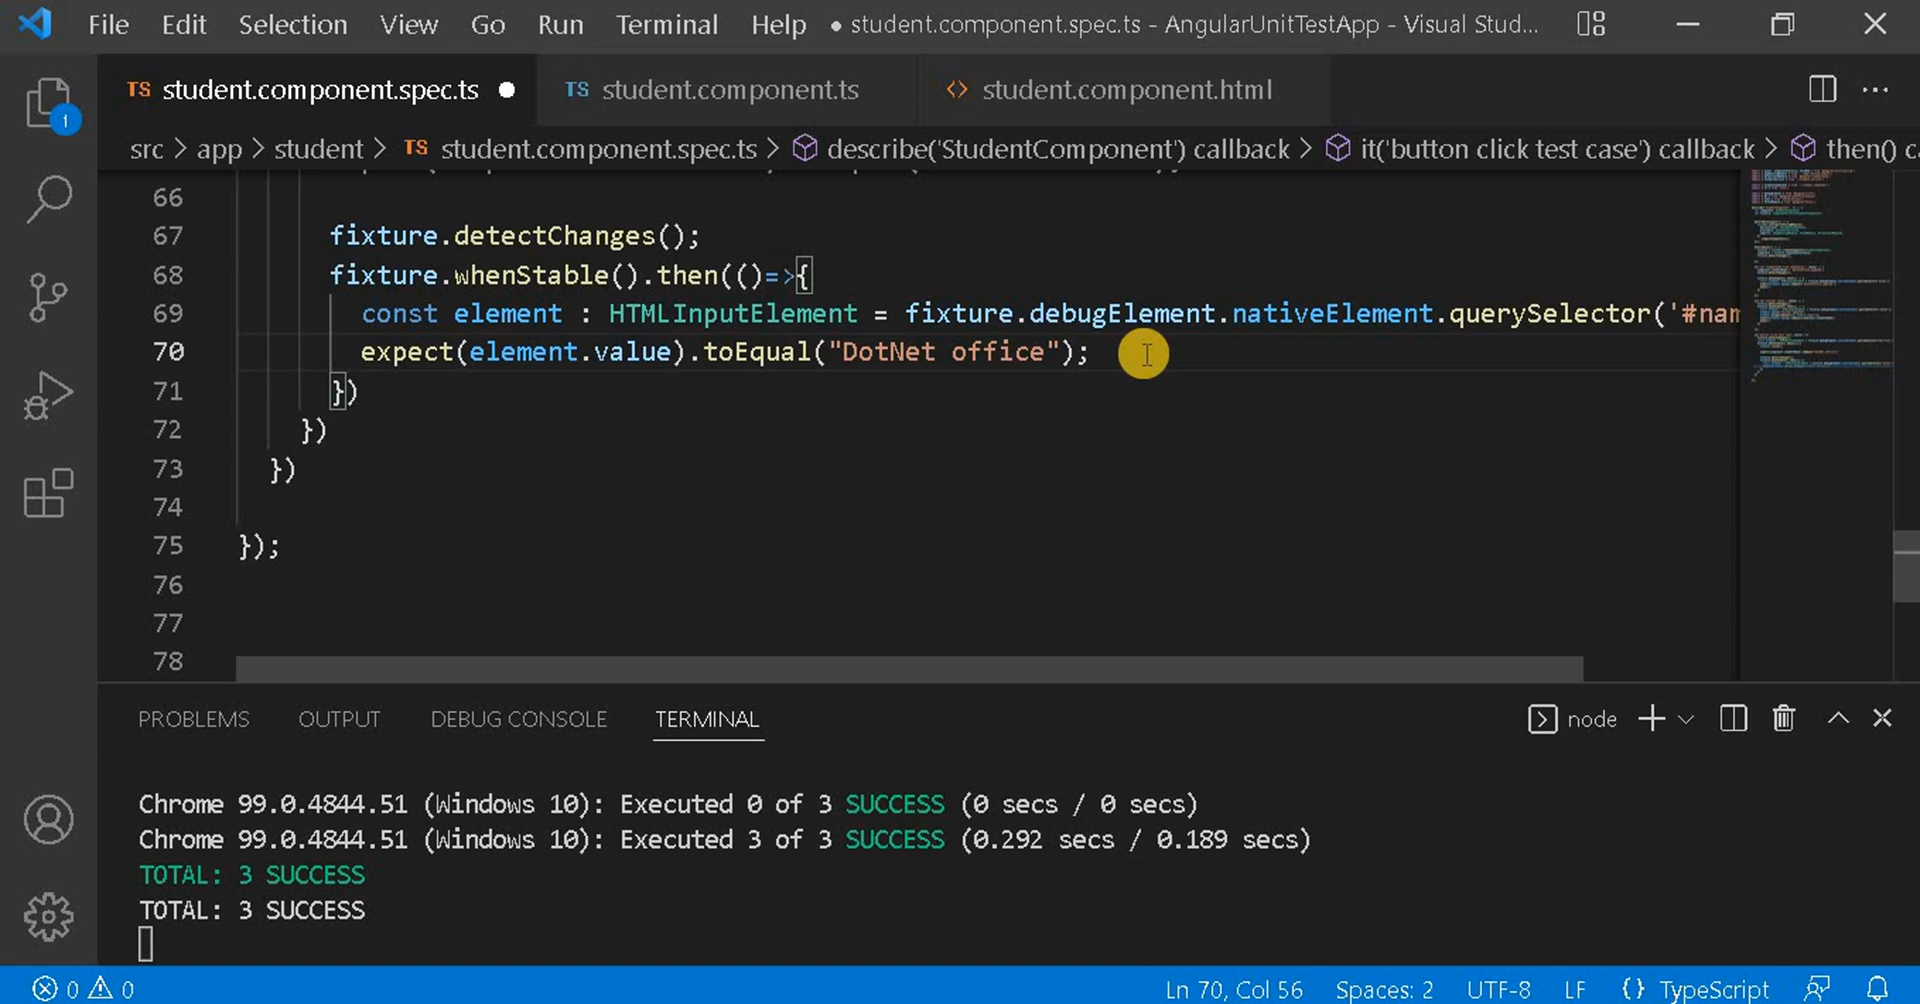 File Edit Selection View Go Run Terminal Help ● student.component.spec.ts - AngularUnitTestApp - Visual Stud...
TS student.component.spec.ts ● TS student.component.ts <> student.component.html ...
1
src > app > student > TS student.component.spec.ts > describe('StudentComponent') callback > it('button click test case') callback > then() c
66
67 fixture.detectChanges();
68 fixture.whenStable().then(()=>{
69 const element : HTMLInputElement = fixture.debugElement.nativeElement.querySelector('#nam
70 expect(element.value).toEqual("DotNet office");
71 })
72 })
73 })
74
75 });
76
77
78
PROBLEMS OUTPUT DEBUG CONSOLE TERMINAL node
Chrome 99.0.4844.51 (Windows 10): Executed 0 of 3 SUCCESS (0 secs / 0 secs)
Chrome 99.0.4844.51 (Windows 10): Executed 3 of 3 SUCCESS (0.292 secs / 0.189 secs)
TOTAL: 3 SUCCESS
TOTAL: 3 SUCCESS
0 0 Ln 70, Col 56 Spaces: 2 UTF-8 LF {} TypeScript